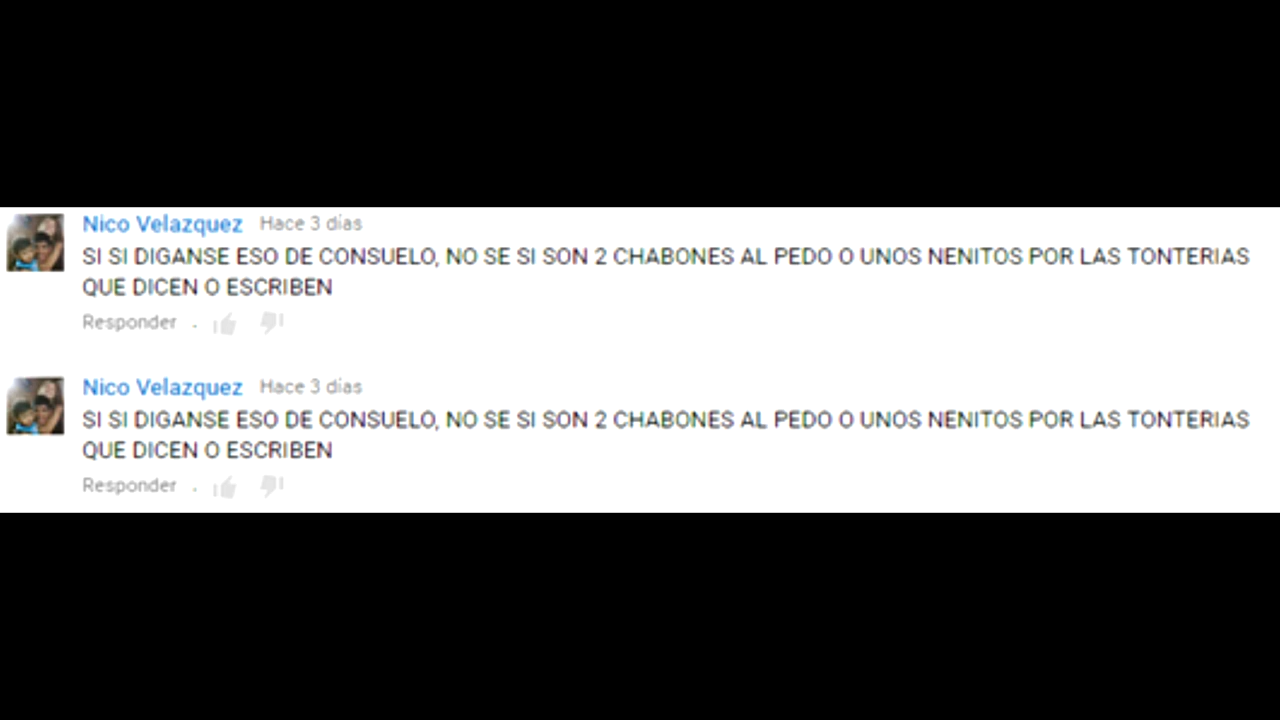 Nico Velazquez Hace 3 días
SI SI DIGANSE ESO DE CONSUELO, NO SE SI SON 2 CHABONES AL PEDO O UNOS NENITOS POR LAS TONTERIAS
QUE DICEN O ESCRIBEN
Responder .
Nico Velazquez Hace 3 días
SI SI DIGANSE ESO DE CONSUELO, NO SE SI SON 2 CHABONES AL PEDO O UNOS NENITOS POR LAS TONTERIAS
QUE DICEN O ESCRIBEN
Responder .